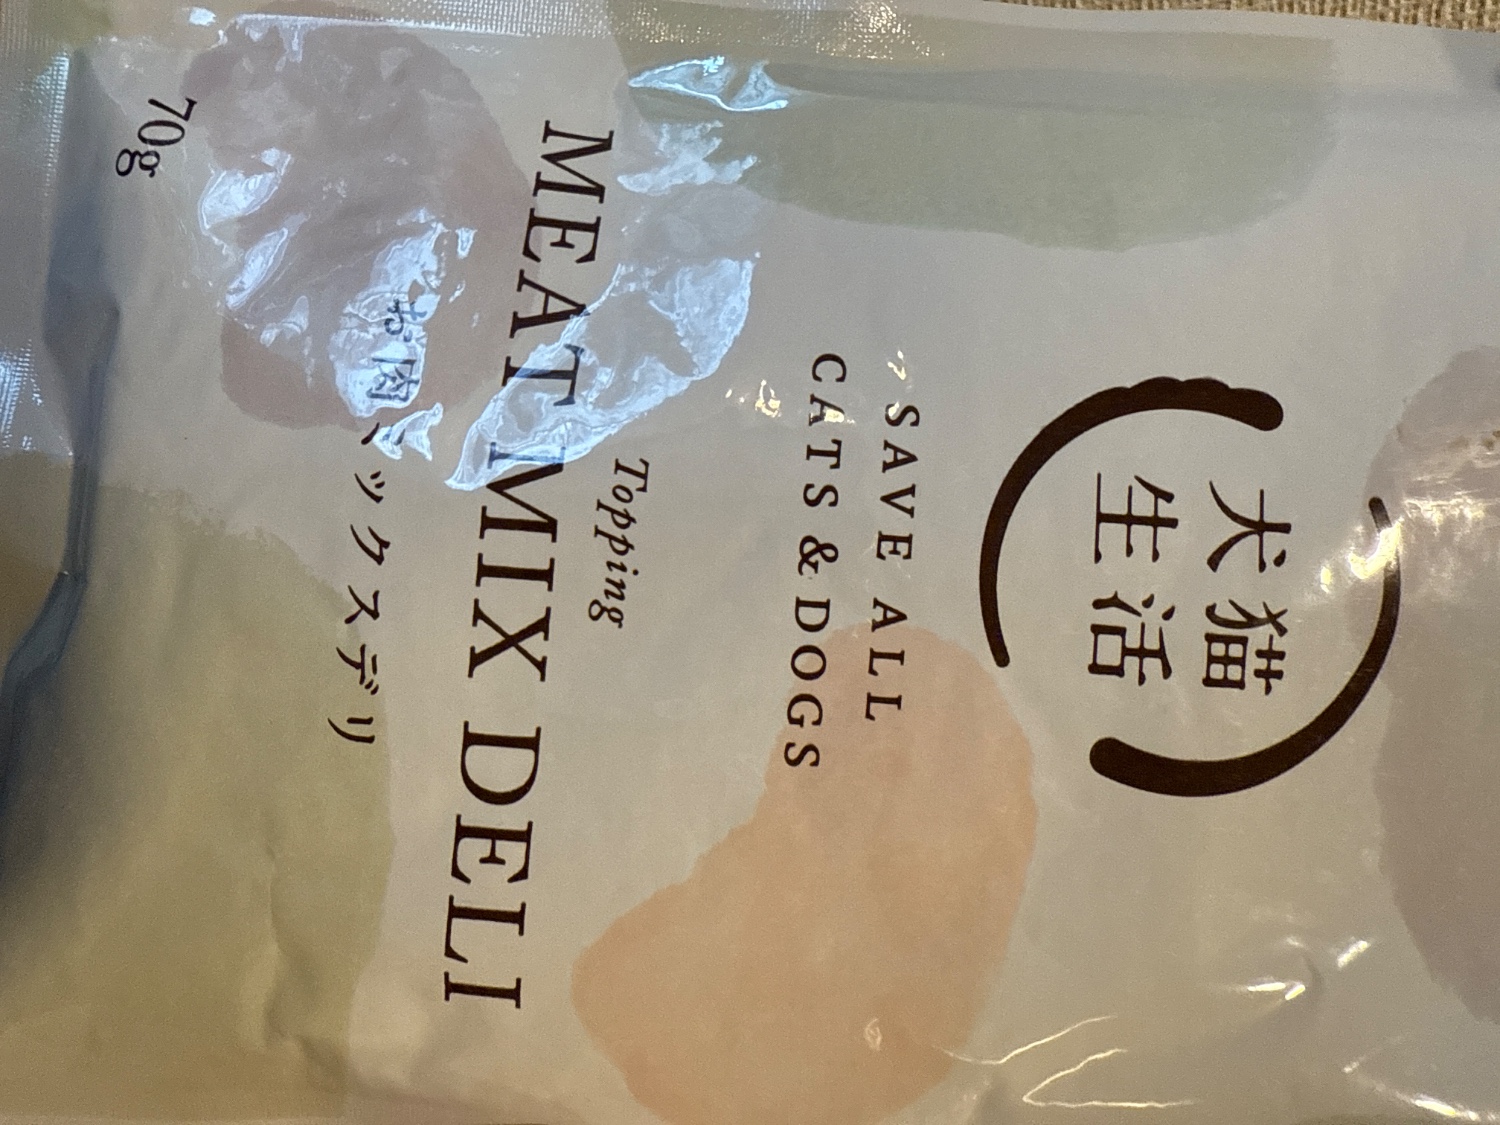 犬猫
生活
SAVE ALL
CATS & DOGS
Topping
MEAT MIX DELI
お肉ミックスデリ
70g